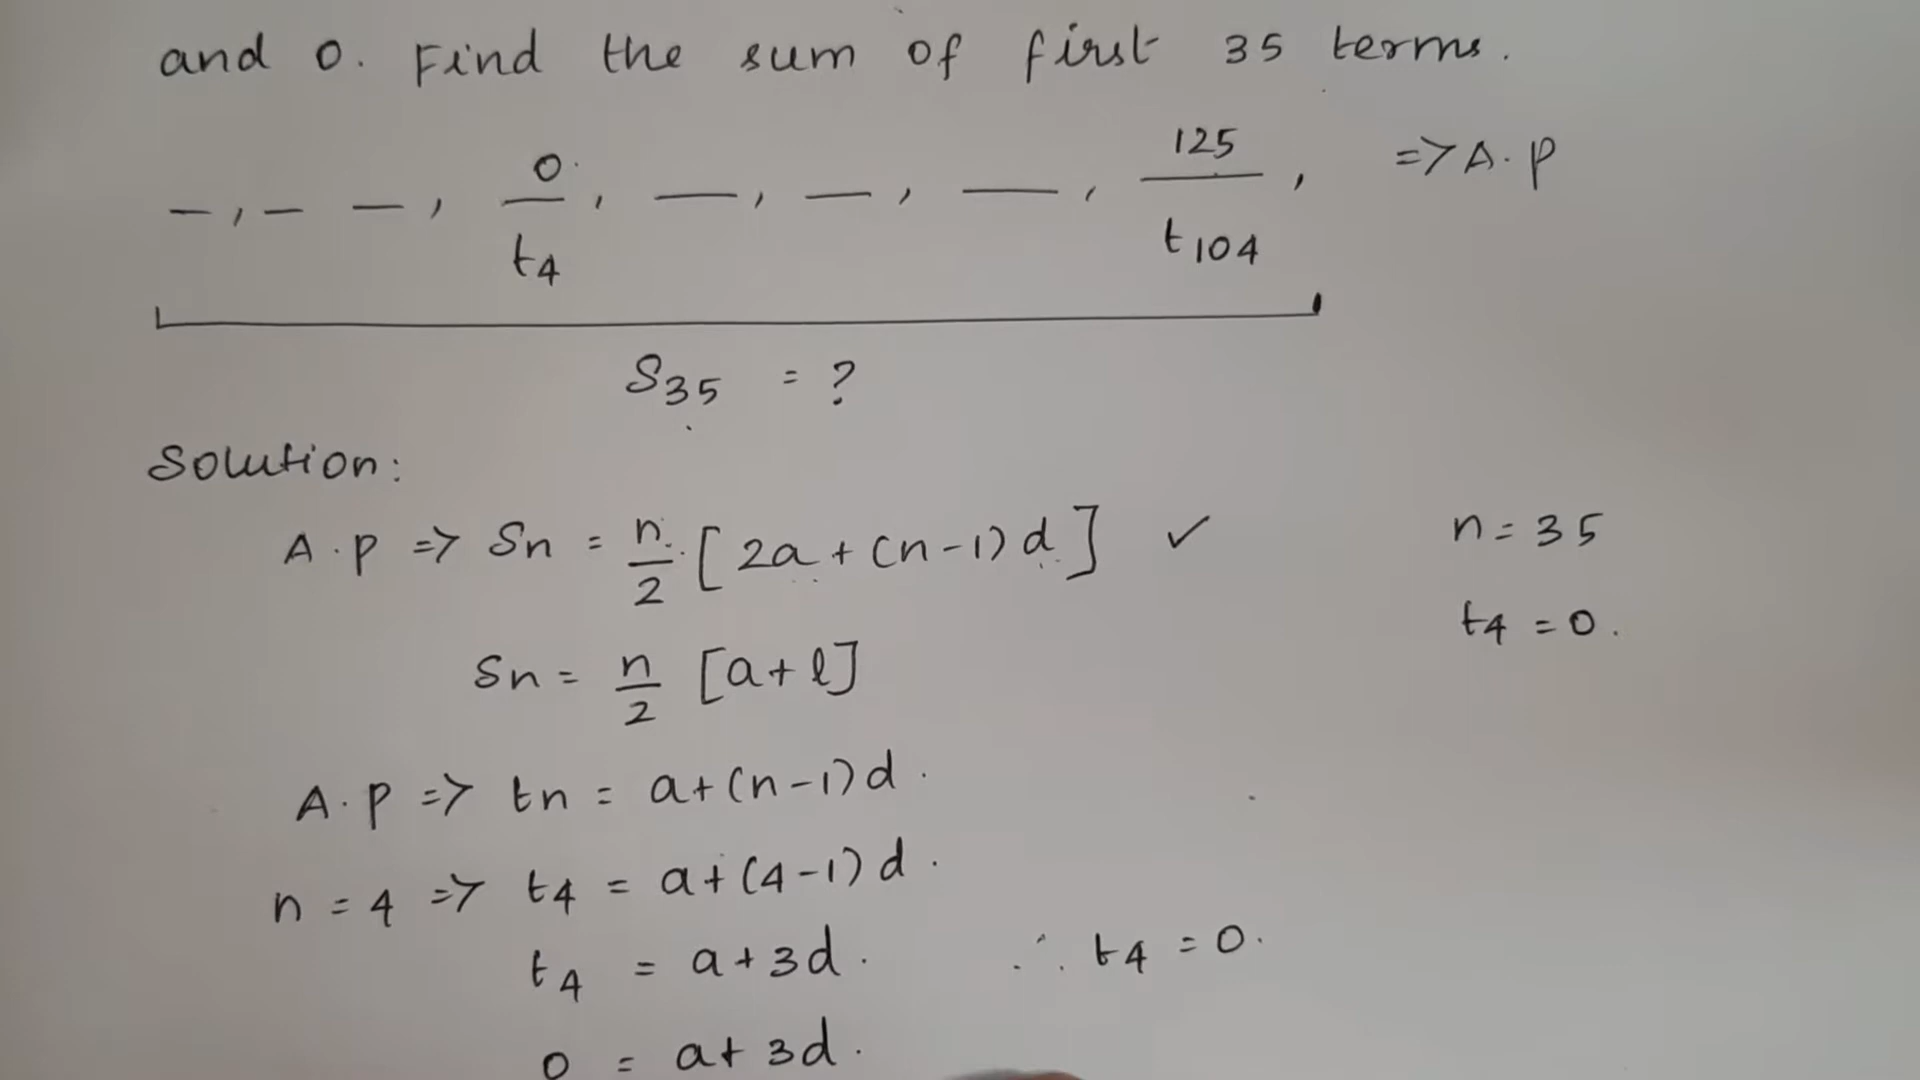 and 0. Find the sum of first 35 terms.
_, _ _, 0/t4, _, _, _, 125/t104, => A.P
S35 = ?
Solution:
A.P => Sn = n/2 [2a + (n-1)d] ✓ n = 35
t4 = 0.
Sn = n/2 [a + l]
A.P => tn = a + (n-1)d.
n = 4 => t4 = a + (4-1)d.
t4 = a + 3d. ∴ t4 = 0.
0 = a + 3d.